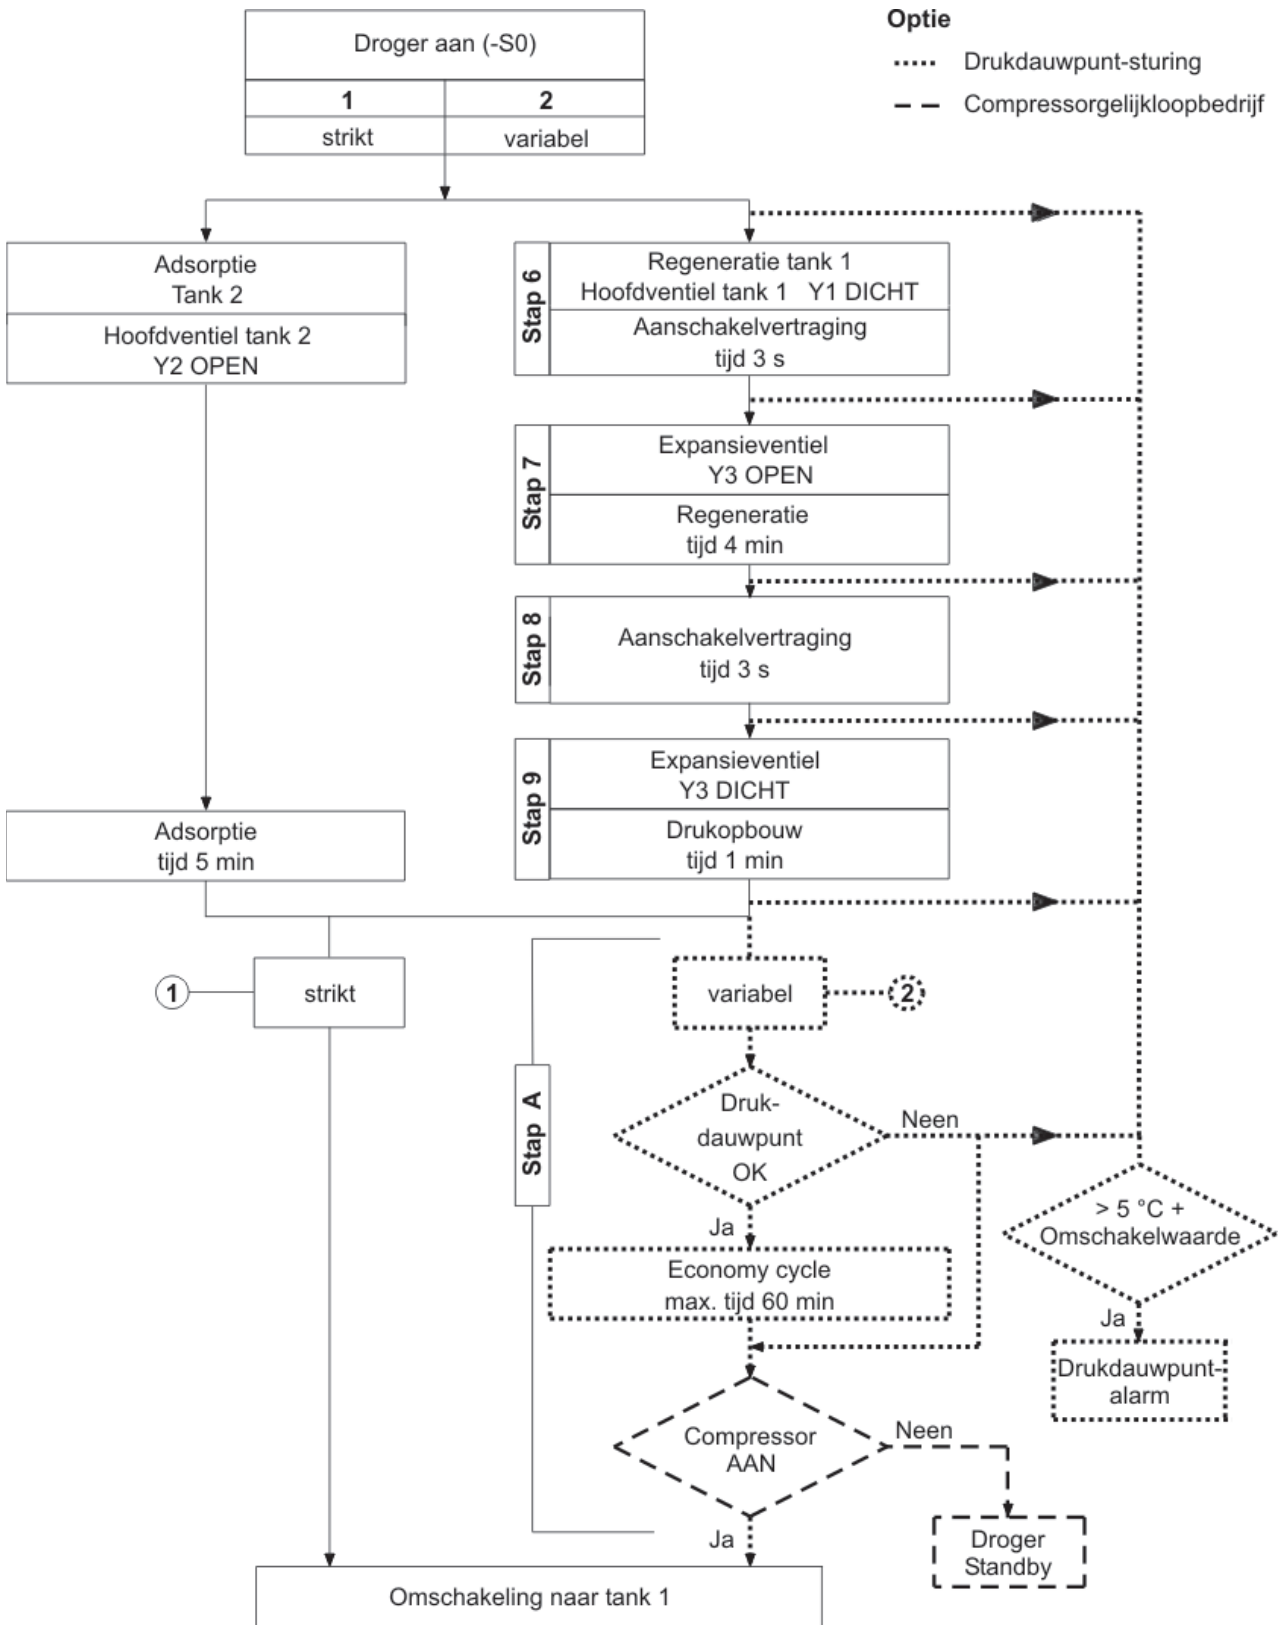 Optie
Drukdauwpunt-sturing
Compressorgelijkloopbedrijf
Droger aan (-S0)
1 2
strikt variabel
Adsorptie
Tank 2
Hoofdventiel tank 2
Y2 OPEN
Stap 6
Regeneratie tank 1
Hoofdventiel tank 1 Y1 DICHT
Aanschakelvertraging
tijd 3 s
Stap 7
Expansieventiel
Y3 OPEN
Regeneratie
tijd 4 min
Stap 8
Aanschakelvertraging
tijd 3 s
Stap 9
Expansieventiel
Y3 DICHT
Drukopbouw
tijd 1 min
Adsorptie
tijd 5 min
1 strikt
variabel 2
Stap A
Druk-
dauwpunt
OK
Neen
Ja
> 5 °C +
Omschakelwaarde
Ja
Drukdauwpunt-
alarm
Economy cycle
max. tijd 60 min
Compressor
AAN
Neen
Ja
Droger
Standby
Omschakeling naar tank 1